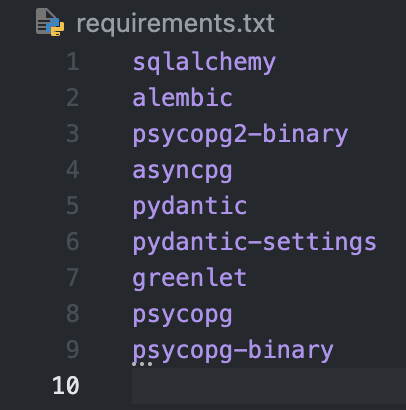 requirements.txt
1 sqlalchemy
2 alembic
3 psycopg2-binary
4 asyncpg
5 pydantic
6 pydantic-settings
7 greenlet
8 psycopg
9 psycopg-binary
10